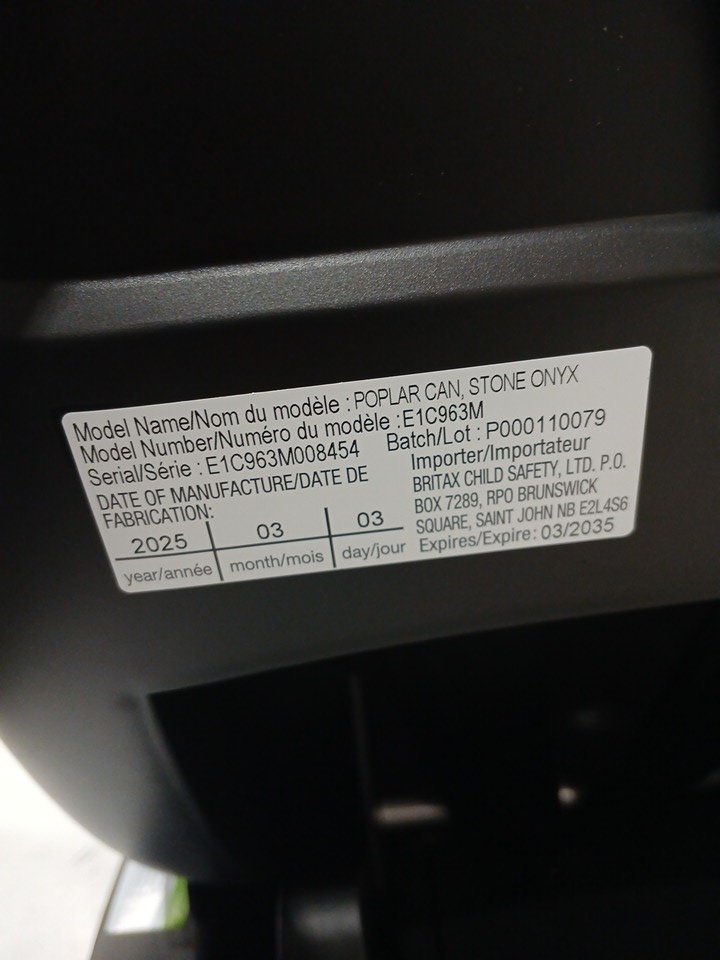 Model Name/Nom du modèle : POPLAR CAN, STONE ONYX
Model Number/Numéro du modèle : E1C963M
Serial/Série : E1C963M008454 Batch/Lot : P000110079
DATE OF MANUFACTURE/DATE DE
FABRICATION:
2025 03 03
year/année month/mois day/jour
Importer/Importateur
BRITAX CHILD SAFETY, LTD. P.O.
BOX 7289, RPO BRUNSWICK
SQUARE, SAINT JOHN NB E2L4S6
Expires/Expire: 03/2035